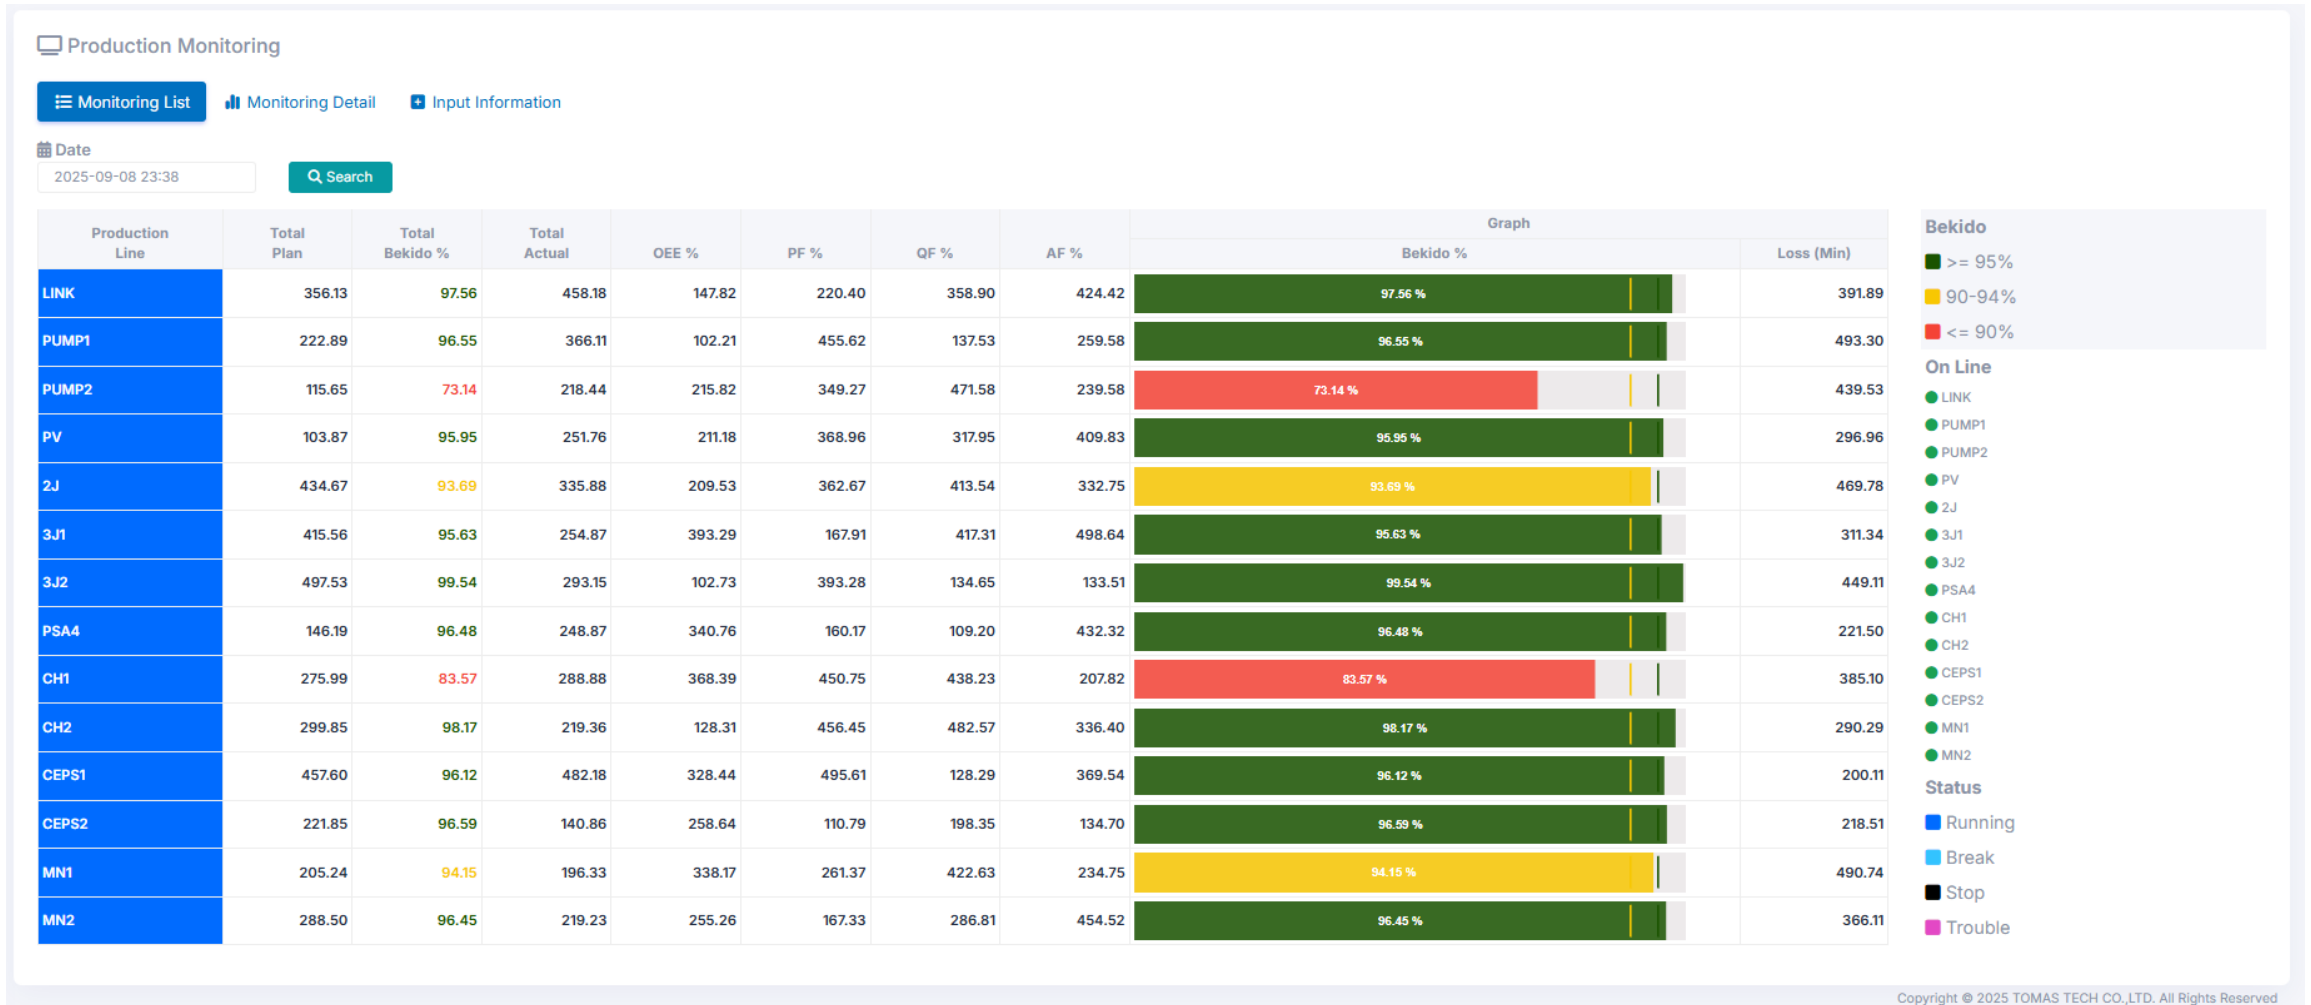 Production Monitoring
Monitoring List Monitoring Detail Input Information
Date
2025-09-08 23:38 Search
Production Line Total Plan Total Bekido % Total Actual OEE % PF % QF % AF % Graph
Bekido % Loss (Min)
LINK 356.13 97.56 458.18 147.82 220.40 358.90 424.42 97.56 % 391.89
PUMP1 222.89 96.55 366.11 102.21 455.62 137.53 259.58 96.55 % 493.30
PUMP2 115.65 73.14 218.44 215.82 349.27 471.58 239.58 73.14 % 439.53
PV 103.87 95.95 251.76 211.18 368.96 317.95 409.83 95.95 % 296.96
2J 434.67 93.69 335.88 209.53 362.67 413.54 332.75 93.69 % 469.78
3J1 415.56 95.63 254.87 393.29 167.91 417.31 498.64 95.63 % 311.34
3J2 497.53 99.54 293.15 102.73 393.28 134.65 133.51 99.54 % 449.11
PSA4 146.19 96.48 248.87 340.76 160.17 109.20 432.32 96.48 % 221.50
CH1 275.99 83.57 288.88 368.39 450.75 438.23 207.82 83.57 % 385.10
CH2 299.85 98.17 219.36 128.31 456.45 482.57 336.40 98.17 % 290.29
CEPS1 457.60 96.12 482.18 328.44 495.61 128.29 369.54 96.12 % 200.11
CEPS2 221.85 96.59 140.86 258.64 110.79 198.35 134.70 96.59 % 218.51
MN1 205.24 94.15 196.33 338.17 261.37 422.63 234.75 94.15 % 490.74
MN2 288.50 96.45 219.23 255.26 167.33 286.81 454.52 96.45 % 366.11
Bekido
>= 95%
90-94%
<= 90%
On Line
LINK
PUMP1
PUMP2
PV
2J
3J1
3J2
PSA4
CH1
CH2
CEPS1
CEPS2
MN1
MN2
Status
Running
Break
Stop
Trouble
Copyright © 2025 TOMAS TECH CO.,LTD. All Rights Reserved